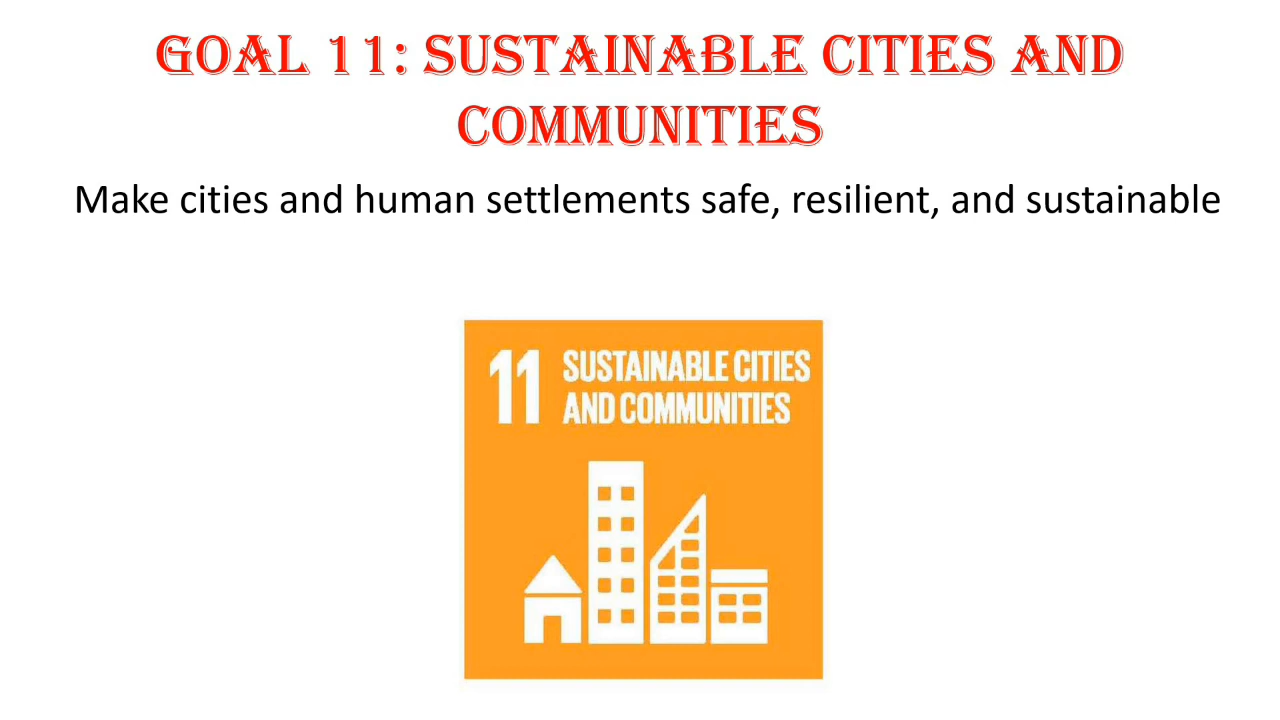 GOAL 11: SUSTAINABLE CITIES AND
COMMUNITIES
Make cities and human settlements safe, resilient, and sustainable
11 SUSTAINABLE CITIES
AND COMMUNITIES